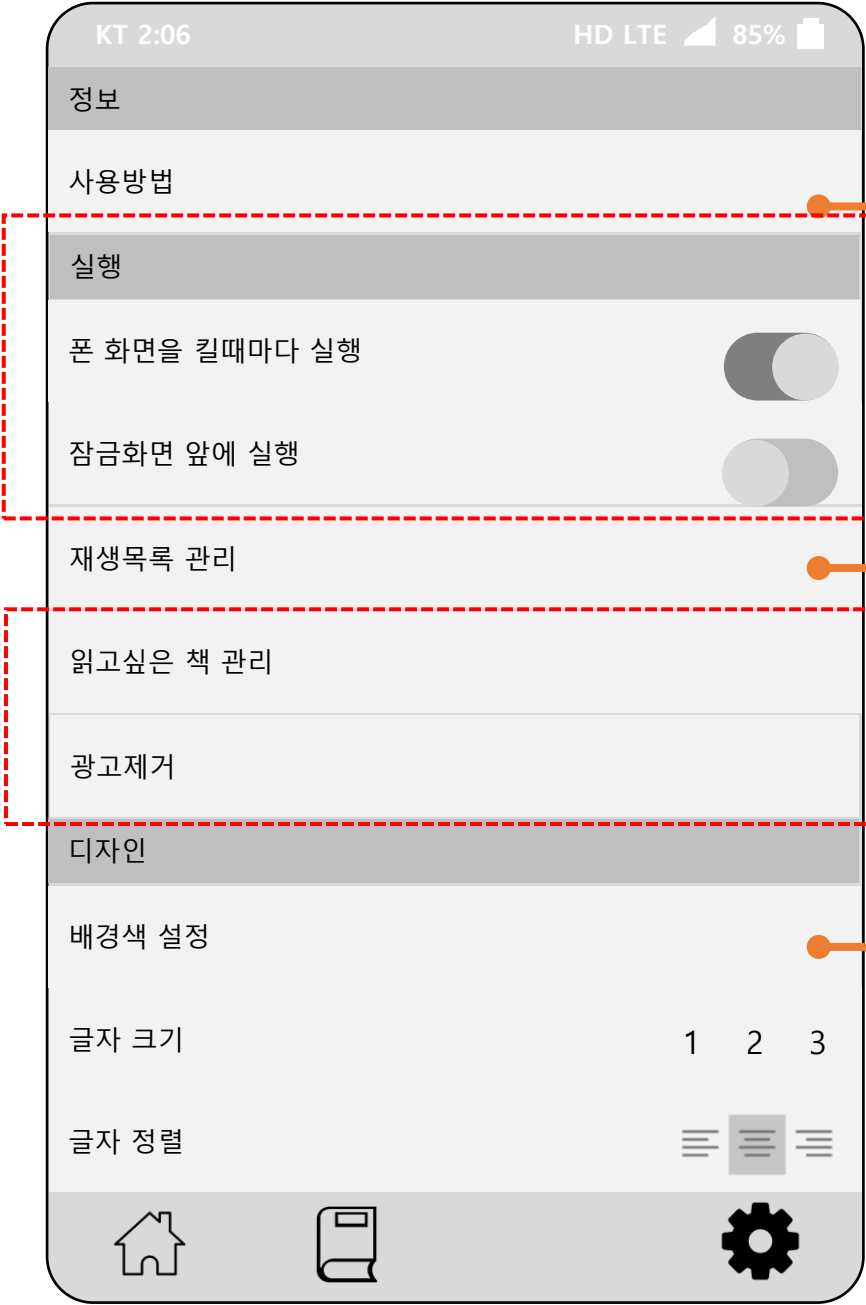 KT 2:06 HD LTE 85%
정보
사용방법
실행
폰 화면을 킬때마다 실행
잠금화면 앞에 실행
재생목록 관리
읽고싶은 책 관리
광고제거
디자인
배경색 설정
글자 크기 1 2 3
글자 정렬